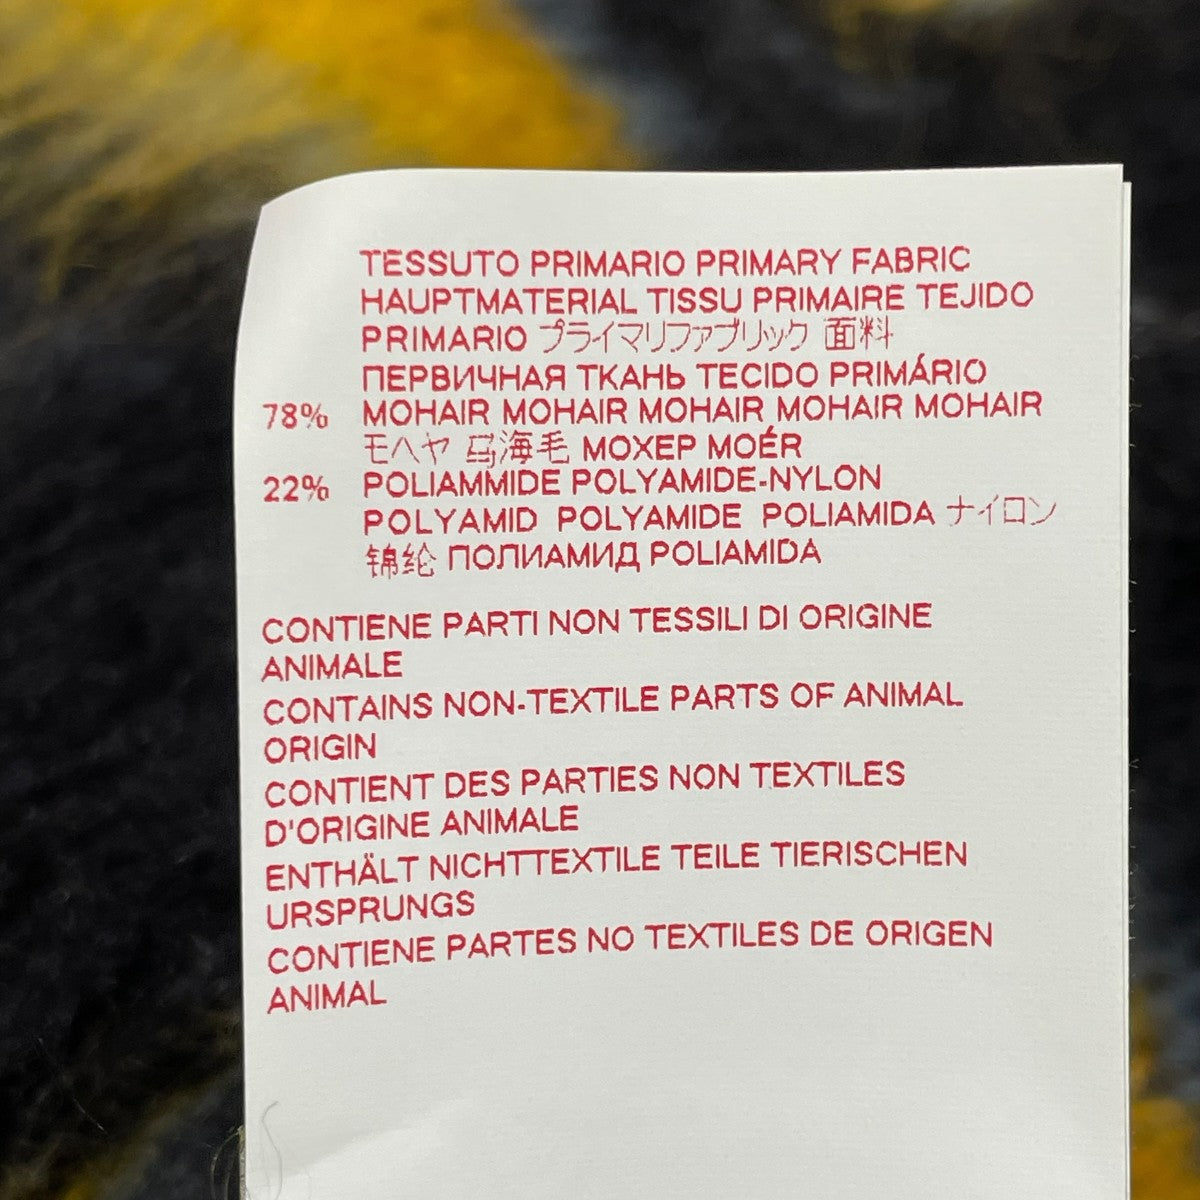 TESSUTO PRIMARIO PRIMARY FABRIC
HAUPTMATERIAL TISSU PRIMAIRE TEJIDO
PRIMARIO プライマリファブリック 面料
ПЕРВИЧНАЯ ТКАНЬ TECIDO PRIMÁRIO
78% MOHAIR MOHAIR MOHAIR MOHAIR MOHAIR
モヘヤ 马海毛 МОХЕР MOÉR
22% POLIAMMIDE POLYAMIDE-NYLON
POLYAMID POLYAMIDE POLIAMIDA ナイロン
锦纶 ПОЛИАМИД POLIAMIDA
CONTIENE PARTI NON TESSILI DI ORIGINE
ANIMALE
CONTAINS NON-TEXTILE PARTS OF ANIMAL
ORIGIN
CONTIENT DES PARTIES NON TEXTILES
D'ORIGINE ANIMALE
ENTHÄLT NICHTTEXTILE TEILE TIERISCHEN
URSPRUNGS
CONTIENE PARTES NO TEXTILES DE ORIGEN
ANIMAL